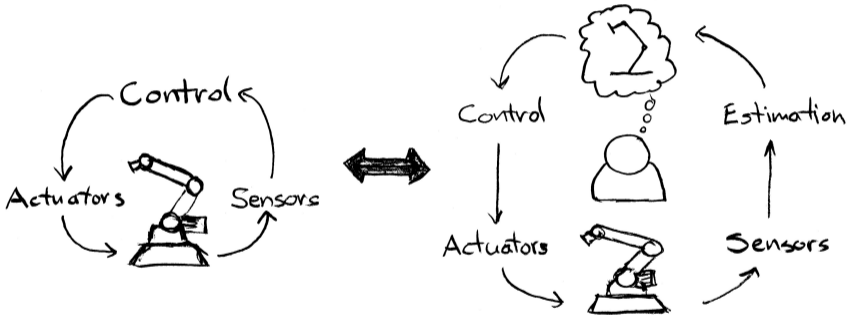 Control
Actuators
Sensors
Control
Estimation
Actuators
Sensors